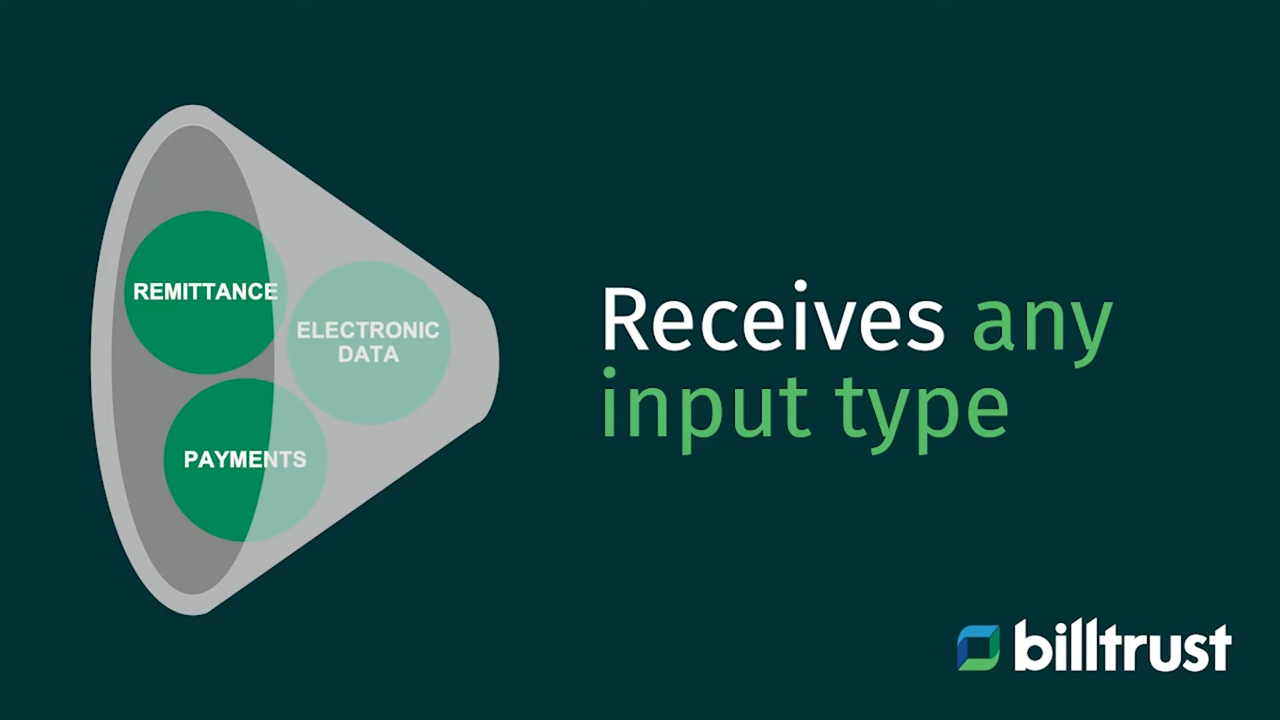 REMITTANCE
ELECTRONIC
DATA
PAYMENTS
Receives any
input type
billtrust